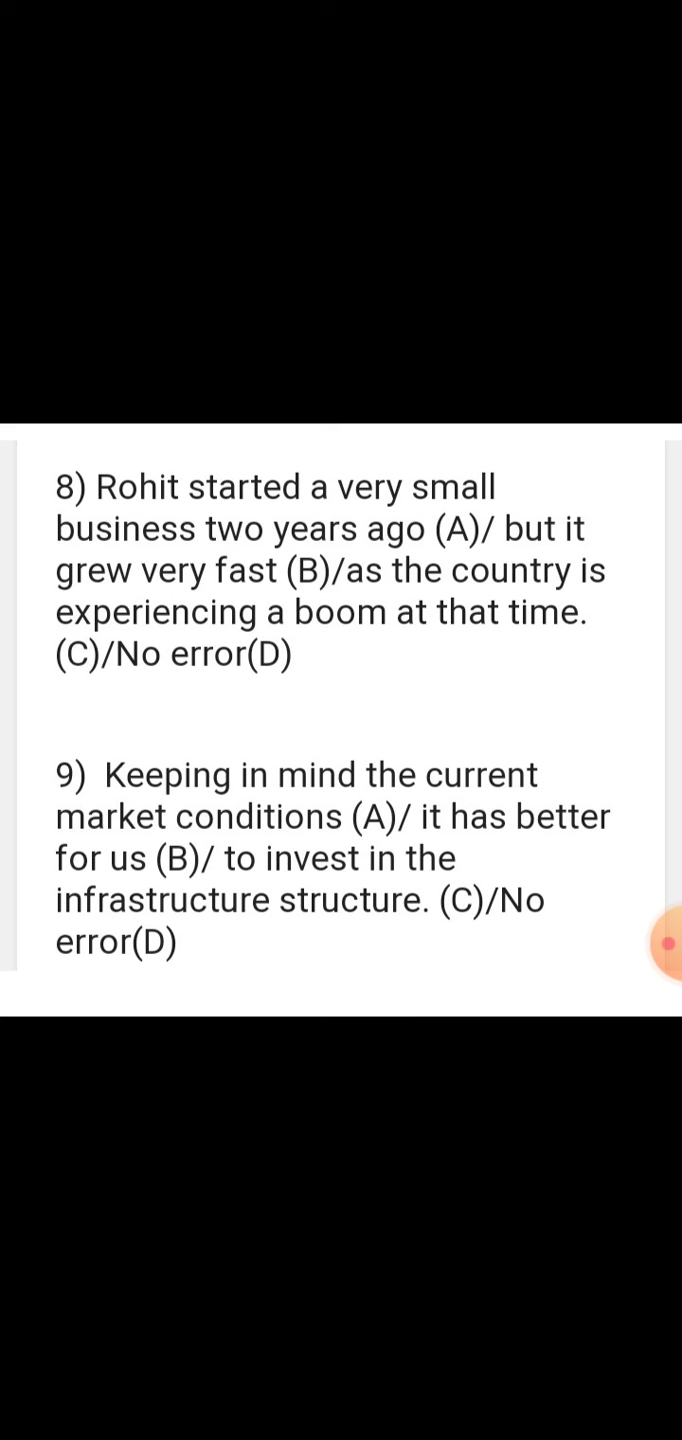 8) Rohit started a very small
business two years ago (A)/ but it
grew very fast (B)/as the country is
experiencing a boom at that time.
(C)/No error(D)
9) Keeping in mind the current
market conditions (A)/ it has better
for us (B)/ to invest in the
infrastructure structure. (C)/No
error(D)